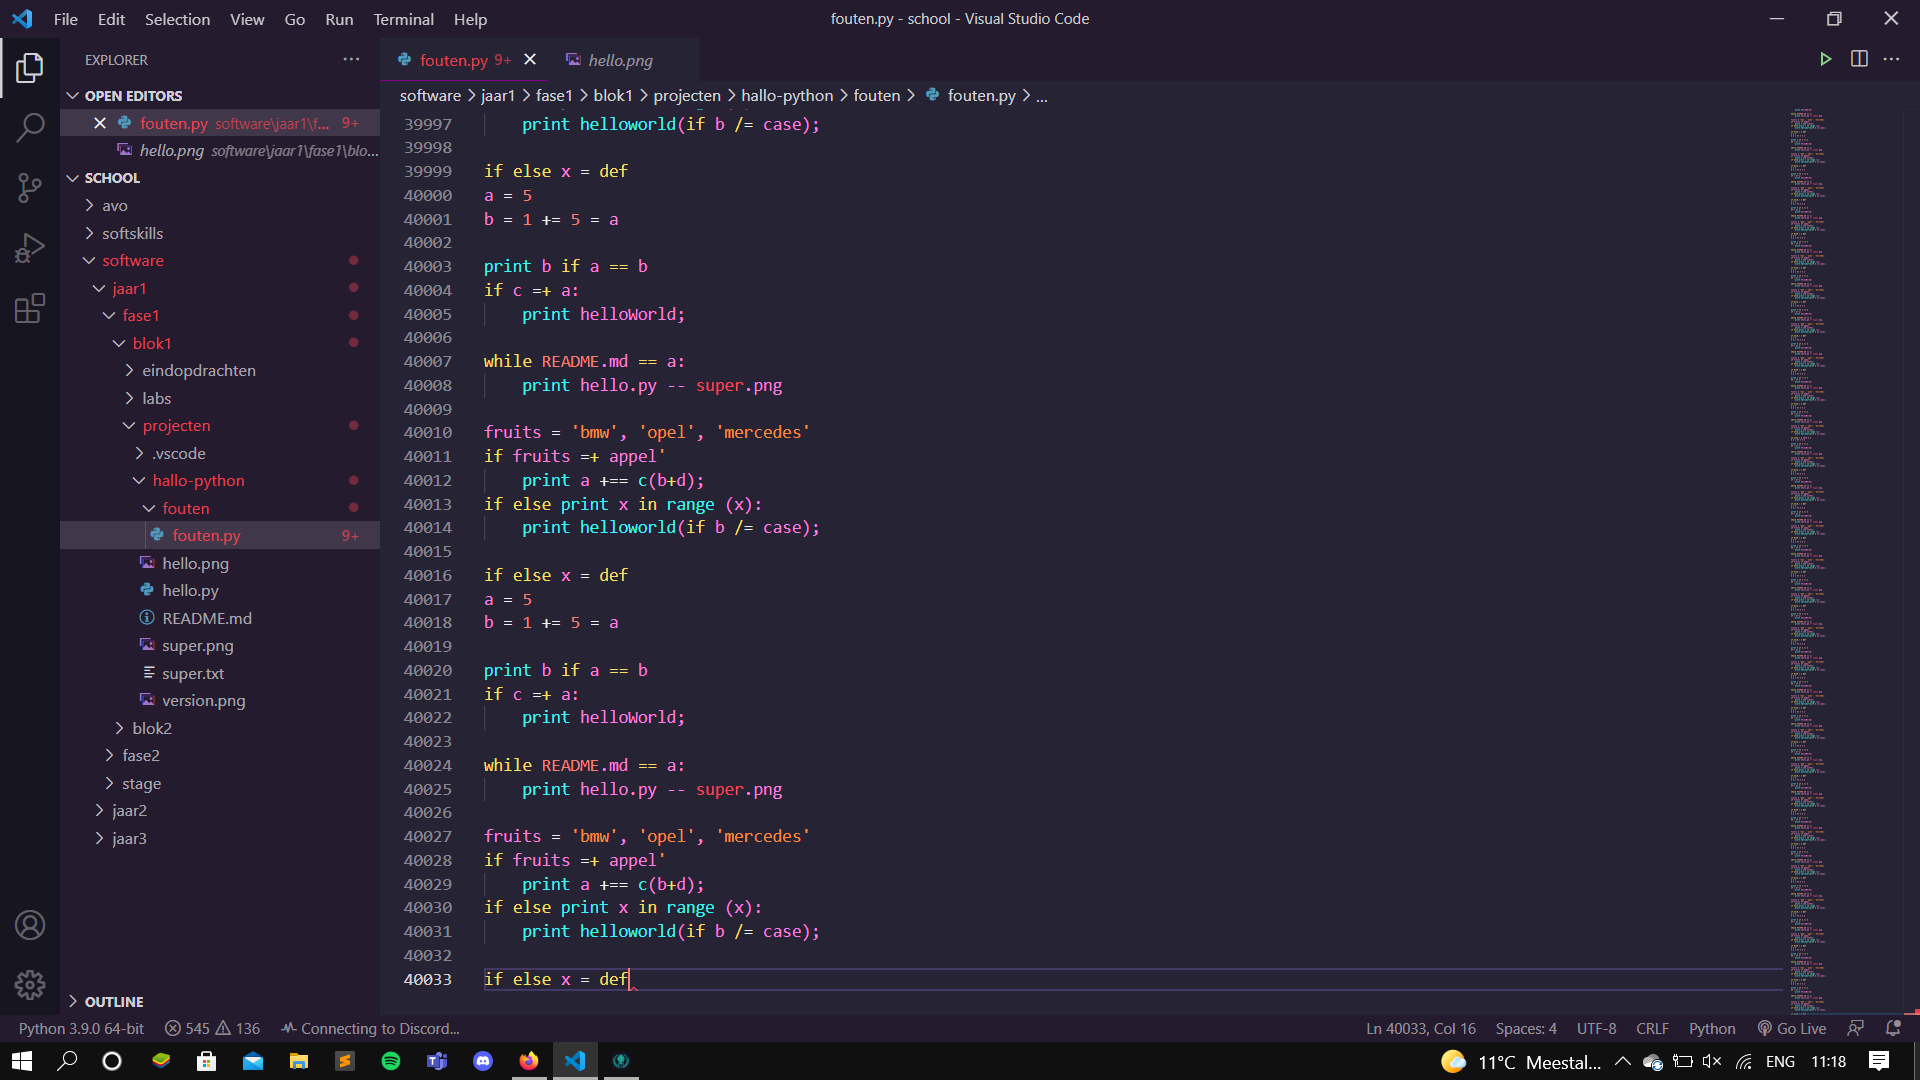 File Edit Selection View Go Run Terminal Help
fouten.py - school - Visual Studio Code
EXPLORER
OPEN EDITORS
fouten.py software\jaar1\f... 9+
hello.png software\jaar1\fase1\blo...
SCHOOL
avo
softskills
software
jaar1
fase1
blok1
eindopdrachten
labs
projecten
.vscode
hallo-python
fouten
fouten.py 9+
hello.png
hello.py
README.md
super.png
super.txt
version.png
blok2
fase2
stage
jaar2
jaar3
OUTLINE
fouten.py 9+
hello.png
software > jaar1 > fase1 > blok1 > projecten > hallo-python > fouten > fouten.py > ...
39997 print helloworld(if b /= case);
39998
39999 if else x = def
40000 a = 5
40001 b = 1 += 5 = a
40002
40003 print b if a == b
40004 if c =+ a:
40005 print helloWorld;
40006
40007 while README.md == a:
40008 print hello.py -- super.png
40009
40010 fruits = 'bmw', 'opel', 'mercedes'
40011 if fruits =+ appel'
40012 print a +== c(b+d);
40013 if else print x in range (x):
40014 print helloworld(if b /= case);
40015
40016 if else x = def
40017 a = 5
40018 b = 1 += 5 = a
40019
40020 print b if a == b
40021 if c =+ a:
40022 print helloWorld;
40023
40024 while README.md == a:
40025 print hello.py -- super.png
40026
40027 fruits = 'bmw', 'opel', 'mercedes'
40028 if fruits =+ appel'
40029 print a +== c(b+d);
40030 if else print x in range (x):
40031 print helloworld(if b /= case);
40032
40033 if else x = def
Python 3.9.0 64-bit 545 136 Connecting to Discord...
Ln 40033, Col 16 Spaces: 4 UTF-8 CRLF Python Go Live
11°C Meestal... ENG 11:18